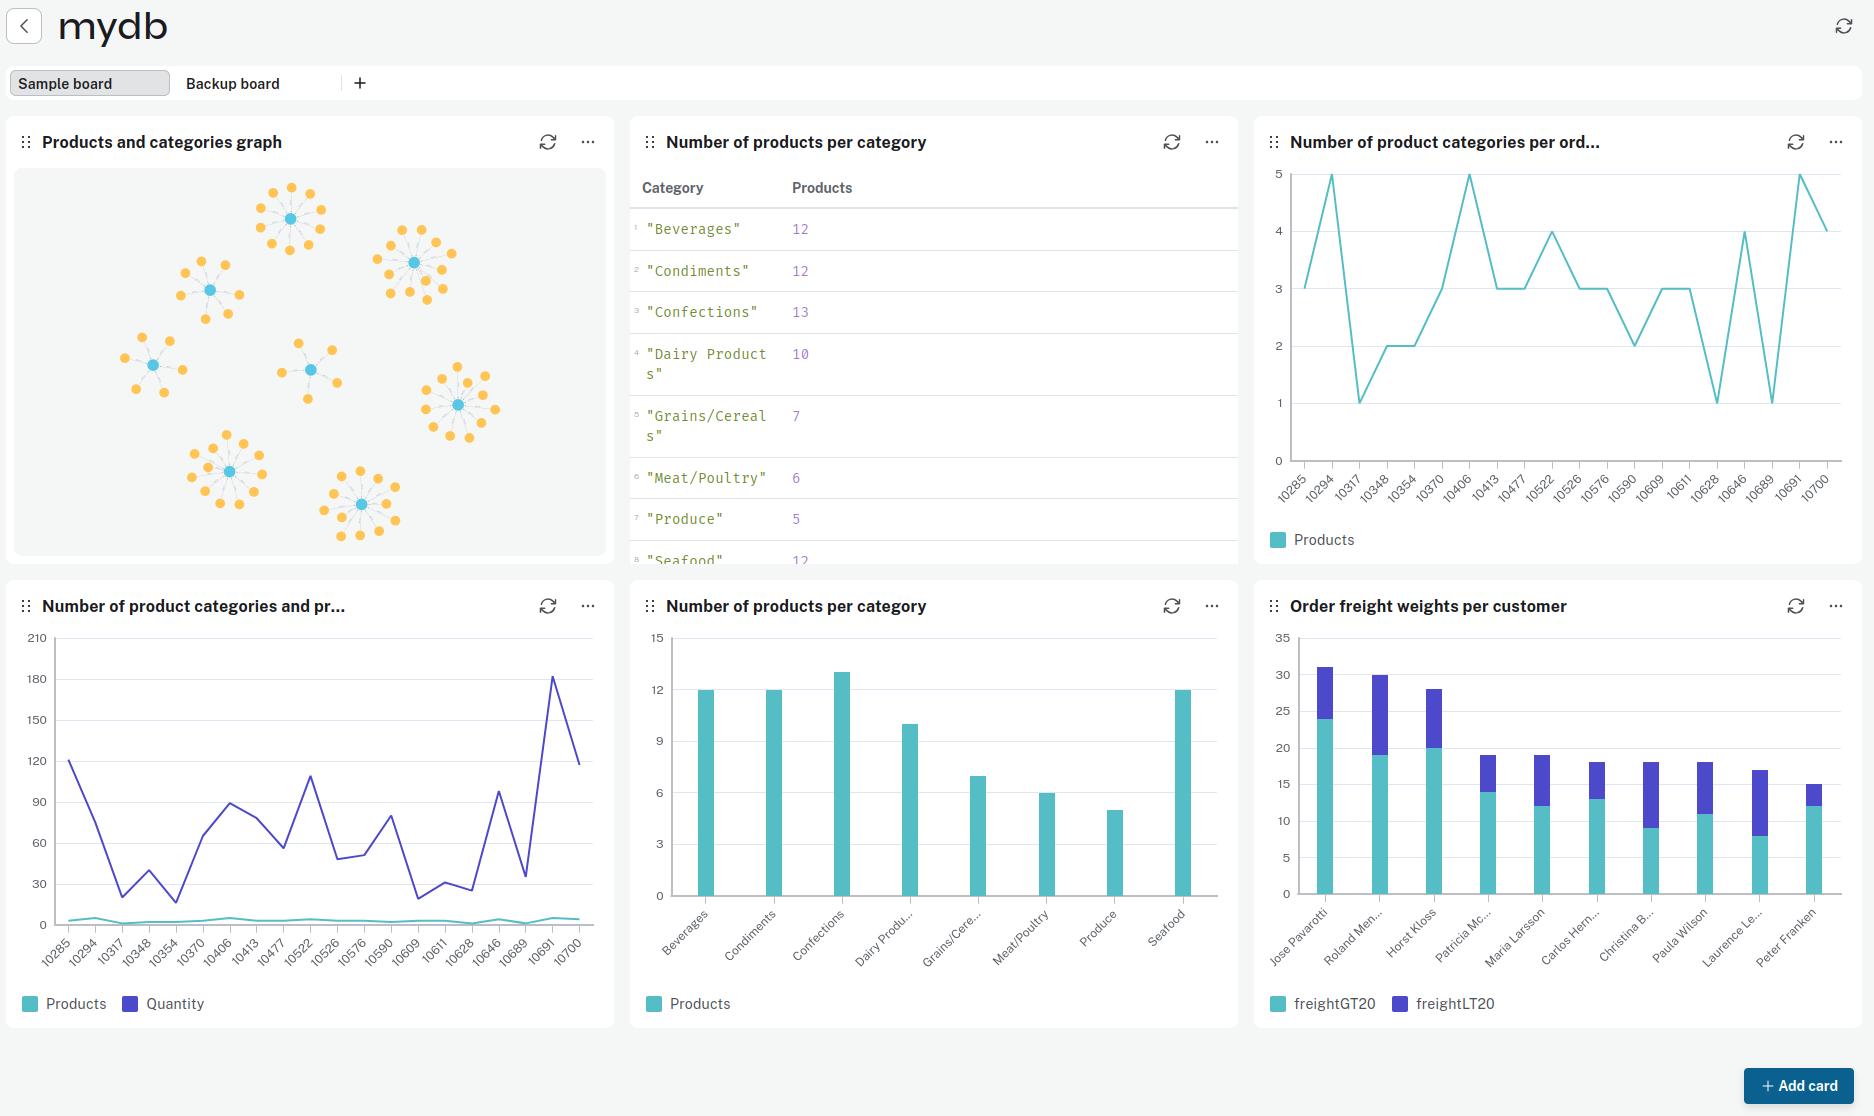 mydb
Sample board
Backup board
Products and categories graph
Number of products per category
Category Products
1 "Beverages" 12
2 "Condiments" 12
3 "Confections" 13
4 "Dairy Product
s" 10
5 "Grains/Cereal
s" 7
6 "Meat/Poultry" 6
7 "Produce" 5
8 "Seafood" 12
Number of product categories per ord...
5
4
3
2
1
0
10285 10294 10317 10348 10354 10370 10406 10413 10477 10522 10526 10576 10590 10609 10611 10628 10646 10689 10691 10700
Products
Number of product categories and pr...
210
180
150
120
90
60
30
0
10285 10294 10317 10348 10354 10370 10406 10413 10477 10522 10526 10576 10590 10609 10611 10628 10646 10689 10691 10700
Products Quantity
Number of products per category
15
12
9
6
3
0
Beverages Condiments Confections Dairy Produ... Grains/Cere... Meat/Poultry Produce Seafood
Products
Order freight weights per customer
35
30
25
20
15
10
5
0
Jose Pavarotti Roland Men... Horst Kloss Patricia Mc... Maria Larsson Carlos Hern... Christina B... Paula Wilson Laurence Le... Peter Franken
freightGT20 freightLT20
Add card